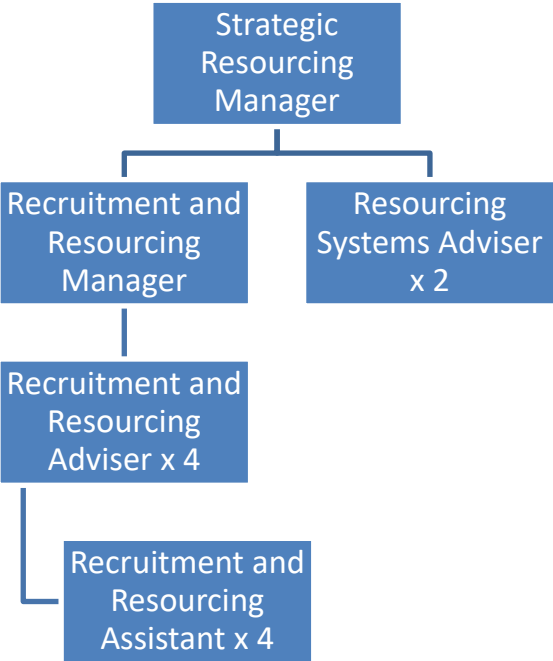 Strategic
Resourcing
Manager
Recruitment and
Resourcing
Manager
Resourcing
Systems Adviser
x 2
Recruitment and
Resourcing
Adviser x 4
Recruitment and
Resourcing
Assistant x 4